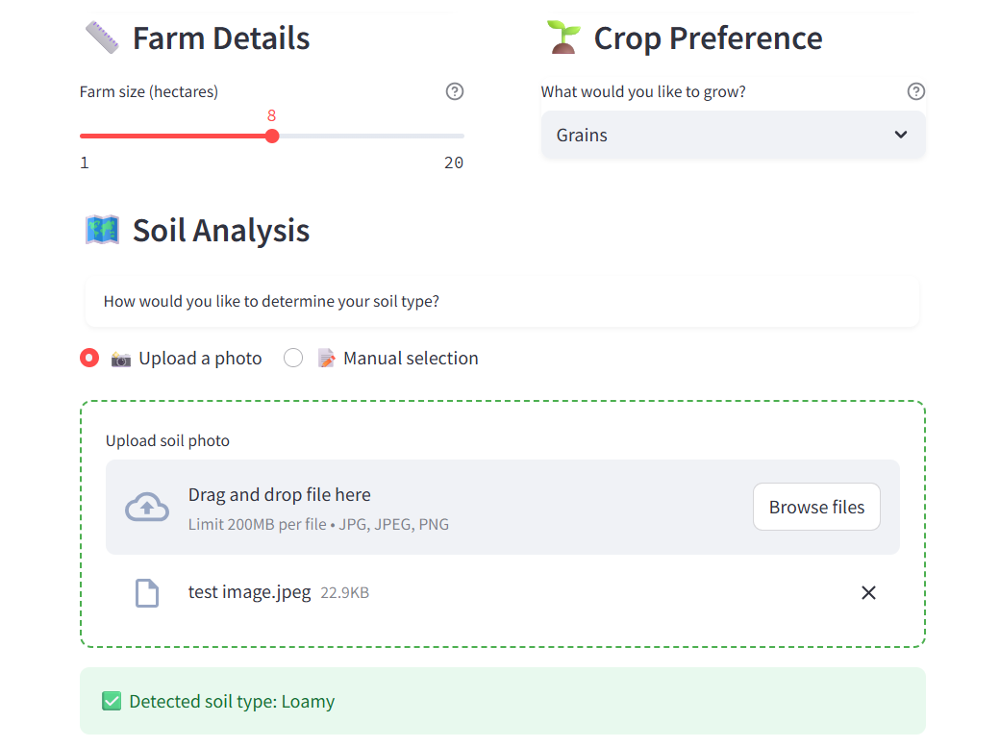 Farm Details
Farm size (hectares)
8
1
20
Crop Preference
What would you like to grow?
Grains
Soil Analysis
How would you like to determine your soil type?
Upload a photo
Manual selection
Upload soil photo
Drag and drop file here
Limit 200MB per file • JPG, JPEG, PNG
Browse files
test image.jpeg 22.9KB
Detected soil type: Loamy